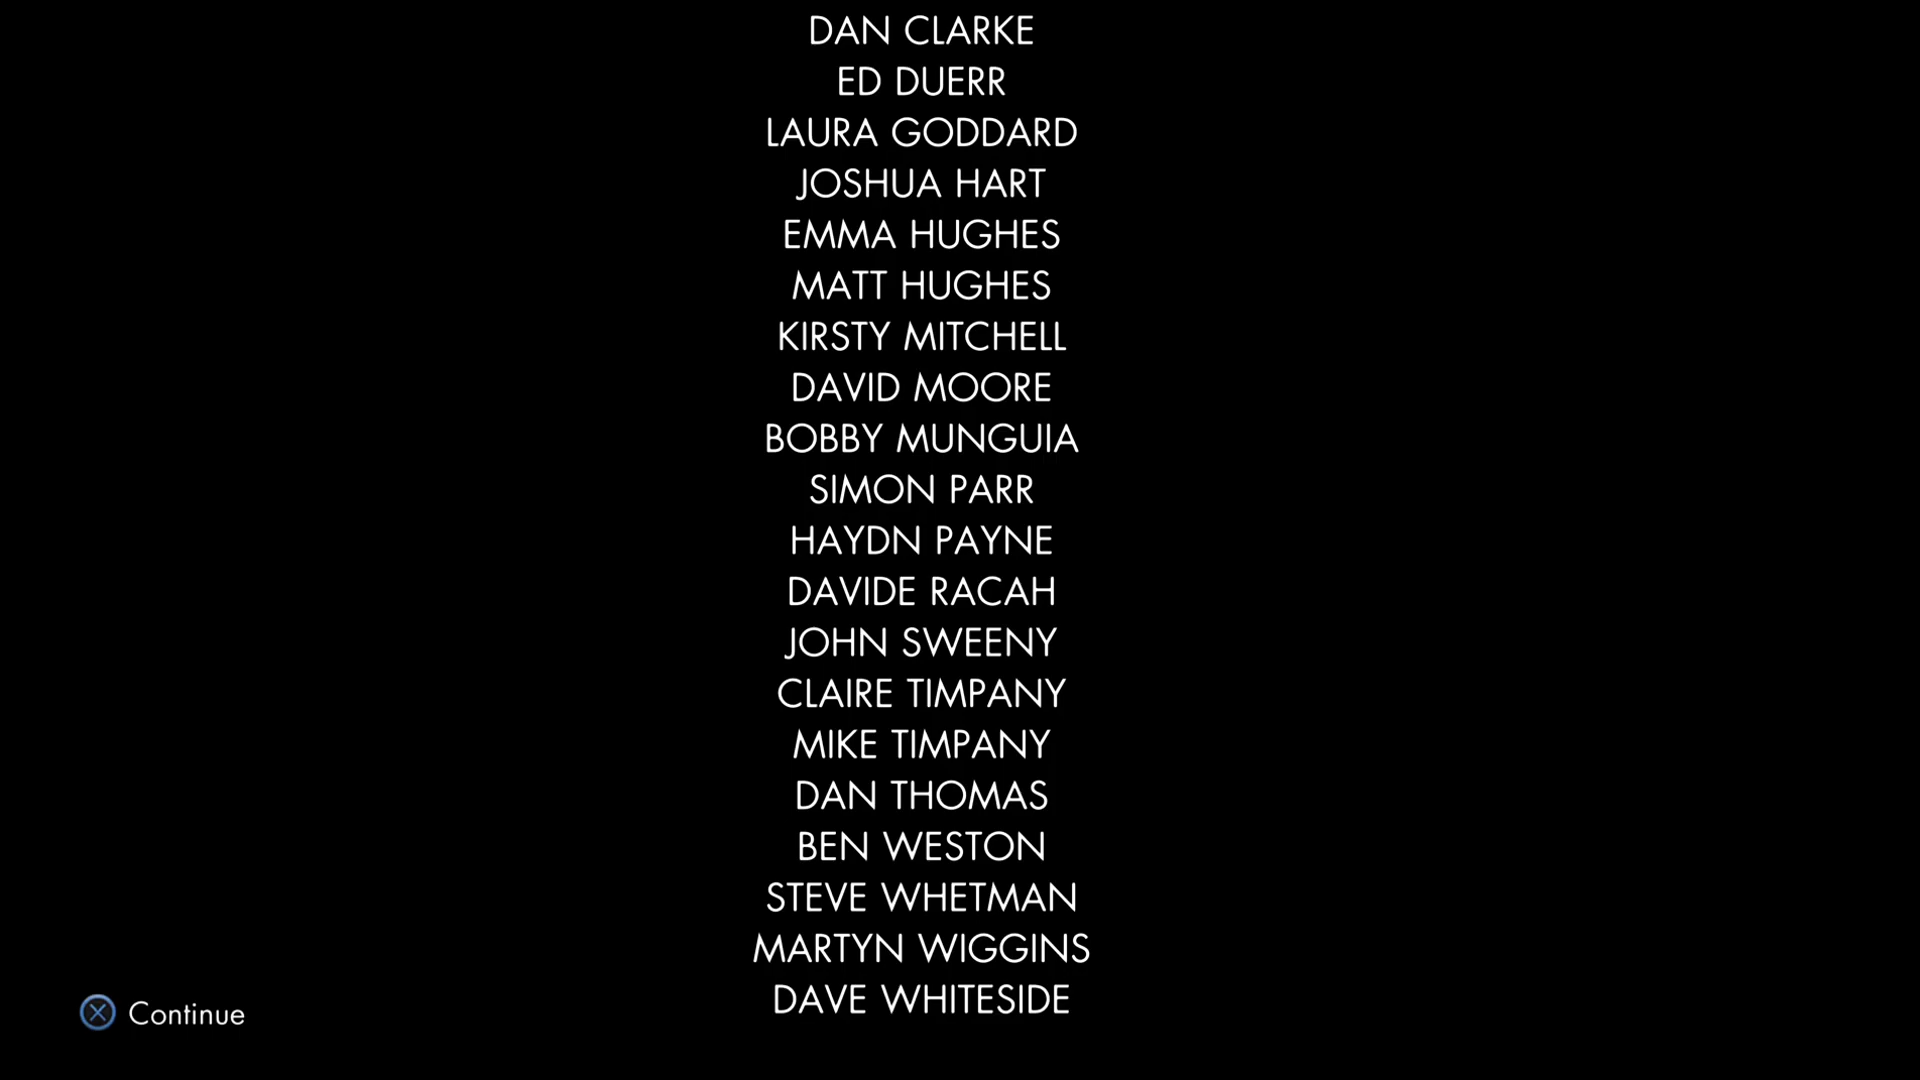 DAN CLARKE
ED DUERR
LAURA GODDARD
JOSHUA HART
EMMA HUGHES
MATT HUGHES
KIRSTY MITCHELL
DAVID MOORE
BOBBY MUNGUIA
SIMON PARR
HAYDN PAYNE
DAVIDE RACAH
JOHN SWEENY
CLAIRE TIMPANY
MIKE TIMPANY
DAN THOMAS
BEN WESTON
STEVE WHETMAN
MARTYN WIGGINS
DAVE WHITESIDE
Continue